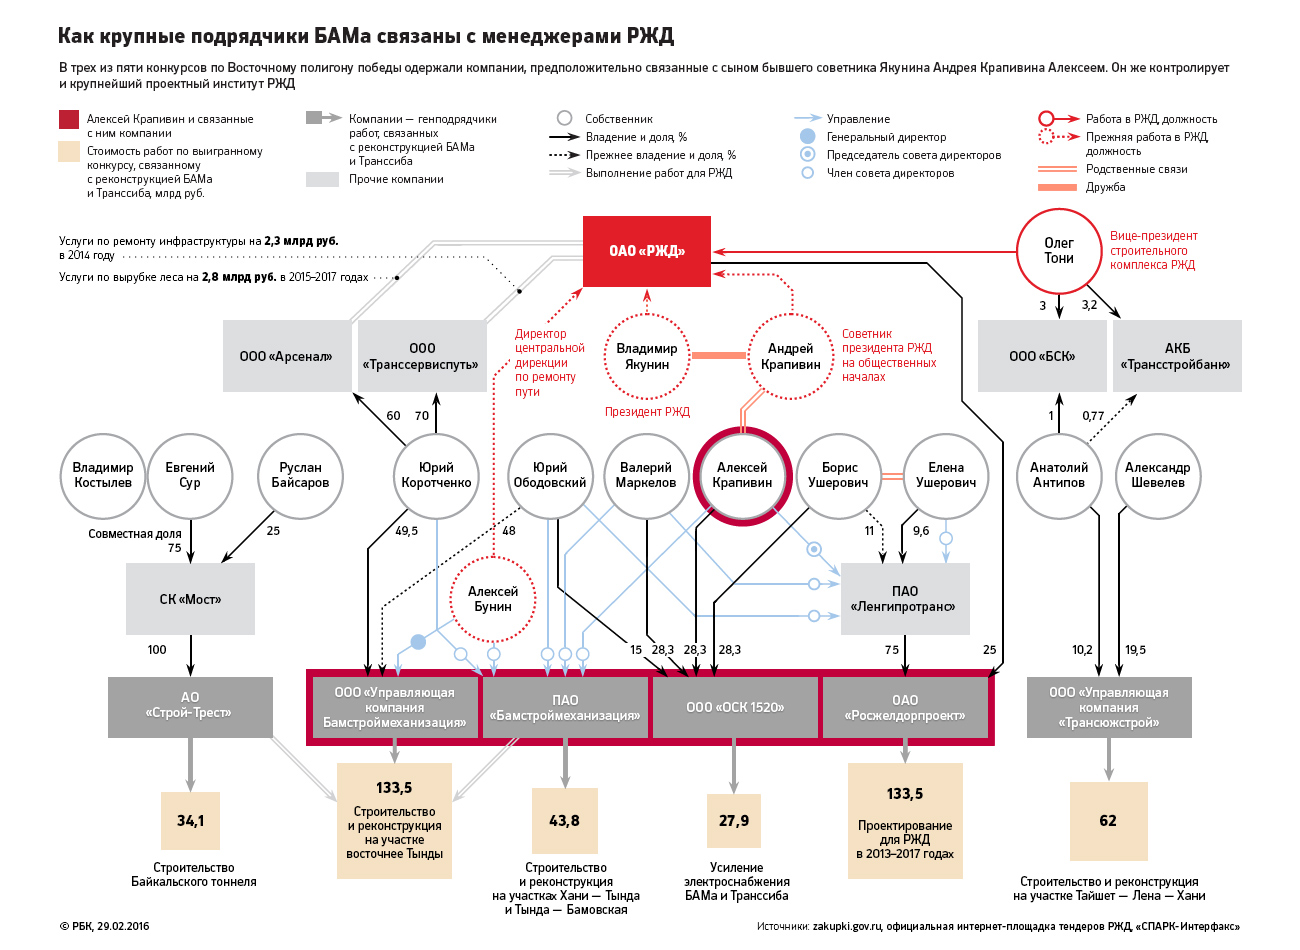 Как крупные подрядчики БАМа связаны с менеджерами РЖД
В трех из пяти конкурсов по Восточному полигону победы одержали компании, предположительно связанные с сыном бывшего советника Якунина Андрея Крапивина Алексеем. Он же контролирует
и крупнейший проектный институт РЖД
Алексей Крапивин и связанные
с ним компании
Стоимость работ по выигранному
конкурсу, связанному
с реконструкцией БАМа
и Транссиба, млрд руб.
Компании — генподрядчики
работ, связанных
с реконструкцией БАМа
и Транссиба
Прочие компании
Собственник
Владение и доля, %
Прежнее владение и доля, %
Выполнение работ для РЖД
Управление
Генеральный директор
Председатель совета директоров
Член совета директоров
Работа в РЖД, должность
Прежняя работа в РЖД,
должность
Родственные связи
Дружба
Услуги по ремонту инфраструктуры на 2,3 млрд руб.
в 2014 году
Услуги по вырубке леса на 2,8 млрд руб. в 2015–2017 годах
ОАО «РЖД»
Олег
Тони
Вице-президент
строительного
комплекса РЖД
3
3,2
ООО «Арсенал»
ООО
«Транссервиспуть»
Директор
центральной
дирекции
по ремонту
пути
Владимир
Якунин
Президент РЖД
Андрей
Крапивин
Советник
президента РЖД
на общественных
началах
ООО «БСК»
АКБ
«Трансстройбанк»
60
70
1
0,77
Владимир
Костылев
Евгений
Сур
Руслан
Байсаров
Юрий
Коротченко
Юрий
Ободовский
Валерий
Маркелов
Алексей
Крапивин
Борис
Ушерович
Елена
Ушерович
Анатолий
Антипов
Александр
Шевелев
Совместная доля
75
25
49,5
48
11
9,6
СК «Мост»
Алексей
Бунин
ПАО
«Ленгипротранс»
100
15
28,3
28,3
28,3
75
25
10,2
19,5
АО
«Строй-Трест»
ООО «Управляющая
компания
Бамстроймеханизация»
ПАО
«Бамстроймеханизация»
ООО «ОСК 1520»
ОАО
«Росжелдорпроект»
ООО «Управляющая
компания
«Трансюжстрой»
34,1
Строительство
Байкальского тоннеля
133,5
Строительство
и реконструкция
на участке
восточнее Тынды
43,8
Строительство
и реконструкция
на участках Хани — Тында
и Тында — Бамовская
27,9
Усиление
электроснабжения
БАМа и Транссиба
133,5
Проектирование
для РЖД
в 2013–2017 годах
62
Строительство и реконструкция
на участке Тайшет — Лена — Хани
© РБК, 29.02.2016
Источники: zakupki.gov.ru, официальная интернет-площадка тендеров РЖД, «СПАРК-Интерфакс»